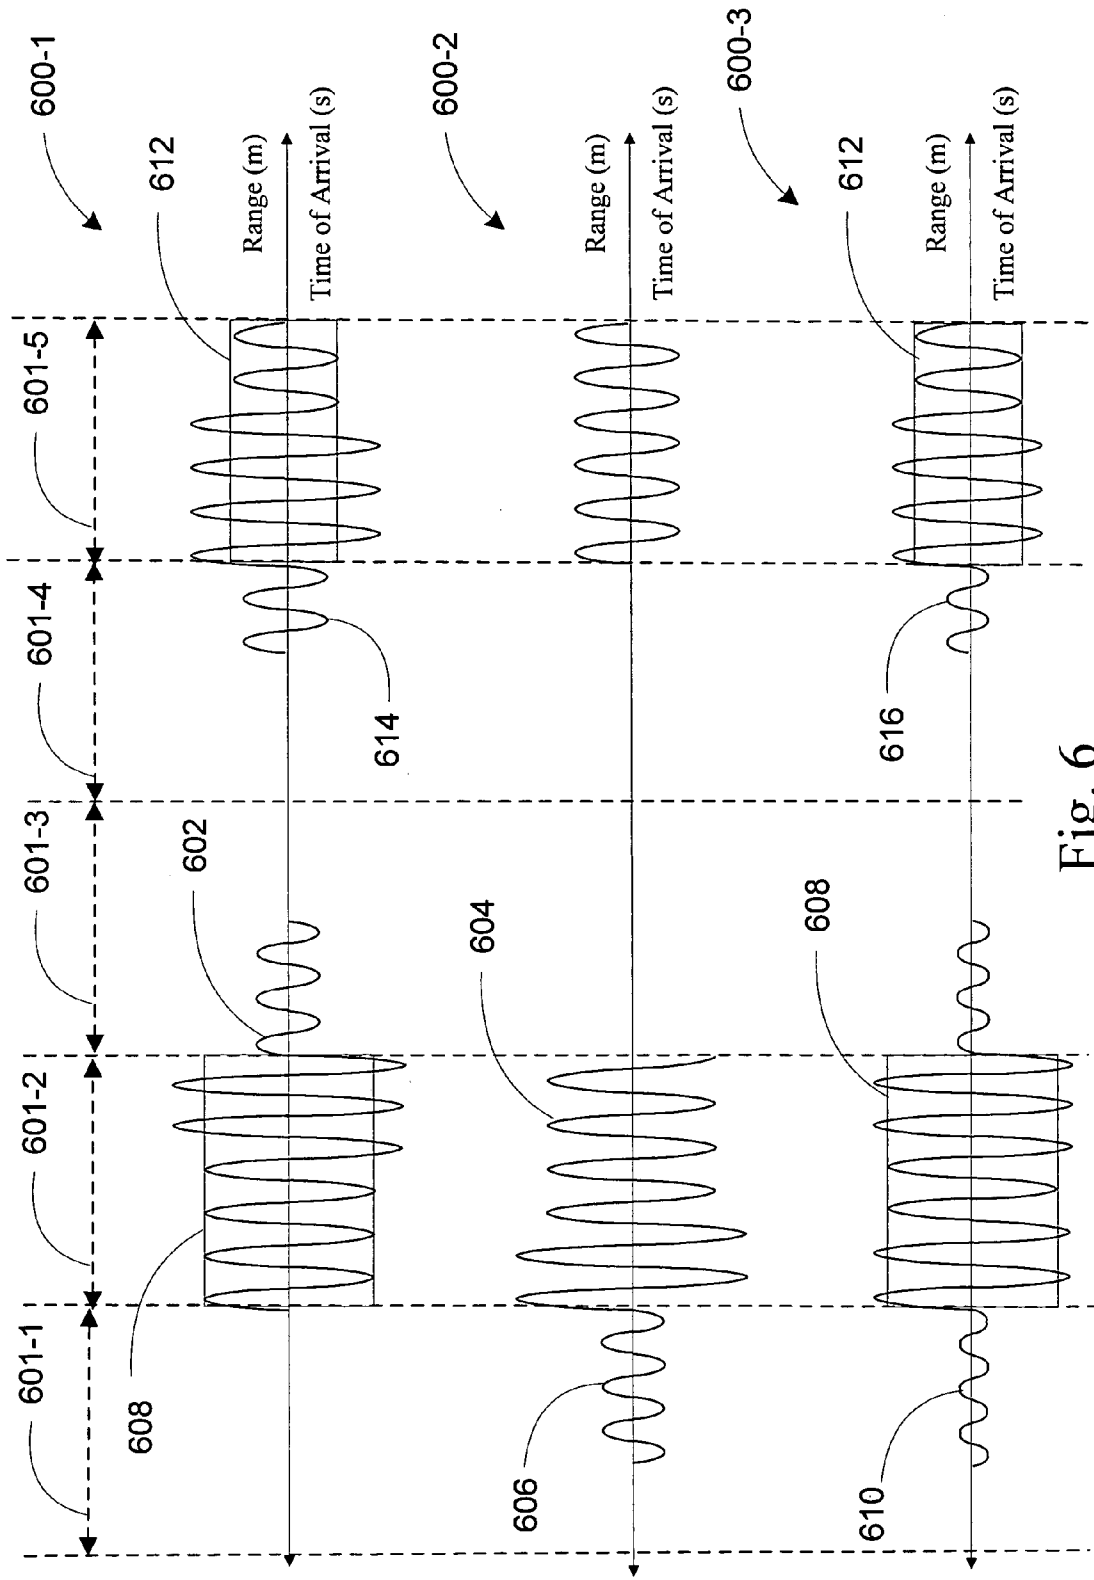 601-1
601-2
601-3
601-4
601-5
600-1
608
602
612
Range (m)
Time of Arrival (s)
614
600-2
606
604
Range (m)
Time of Arrival (s)
600-3
610
608
616
612
Range (m)
Time of Arrival (s)
Fig. 6